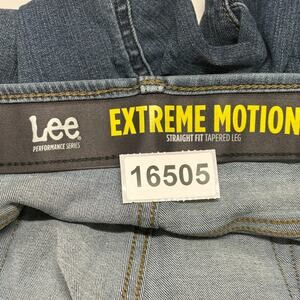 Lee
PERFORMANCE SERIES
EXTREME MOTION
STRAIGHT FIT TAPERED LEG
16505